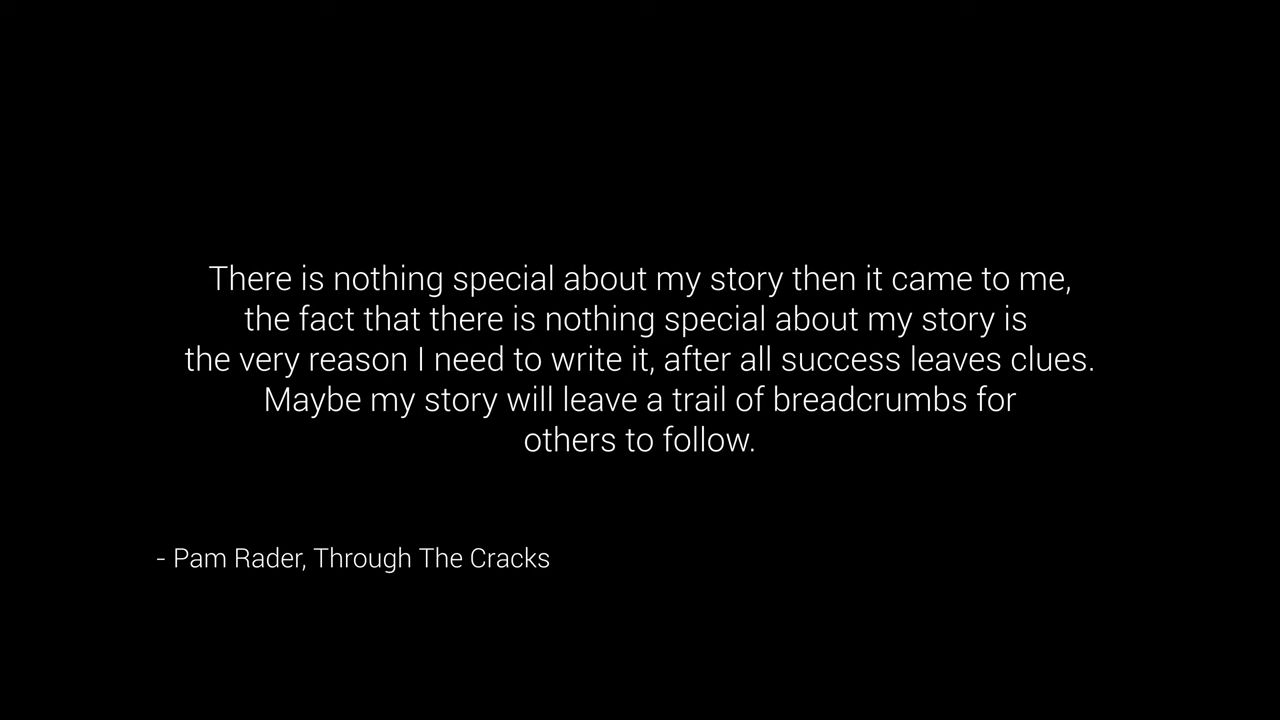 There is nothing special about my story then it came to me,
the fact that there is nothing special about my story is
the very reason I need to write it, after all success leaves clues.
Maybe my story will leave a trail of breadcrumbs for
others to follow.
- Pam Rader, Through The Cracks